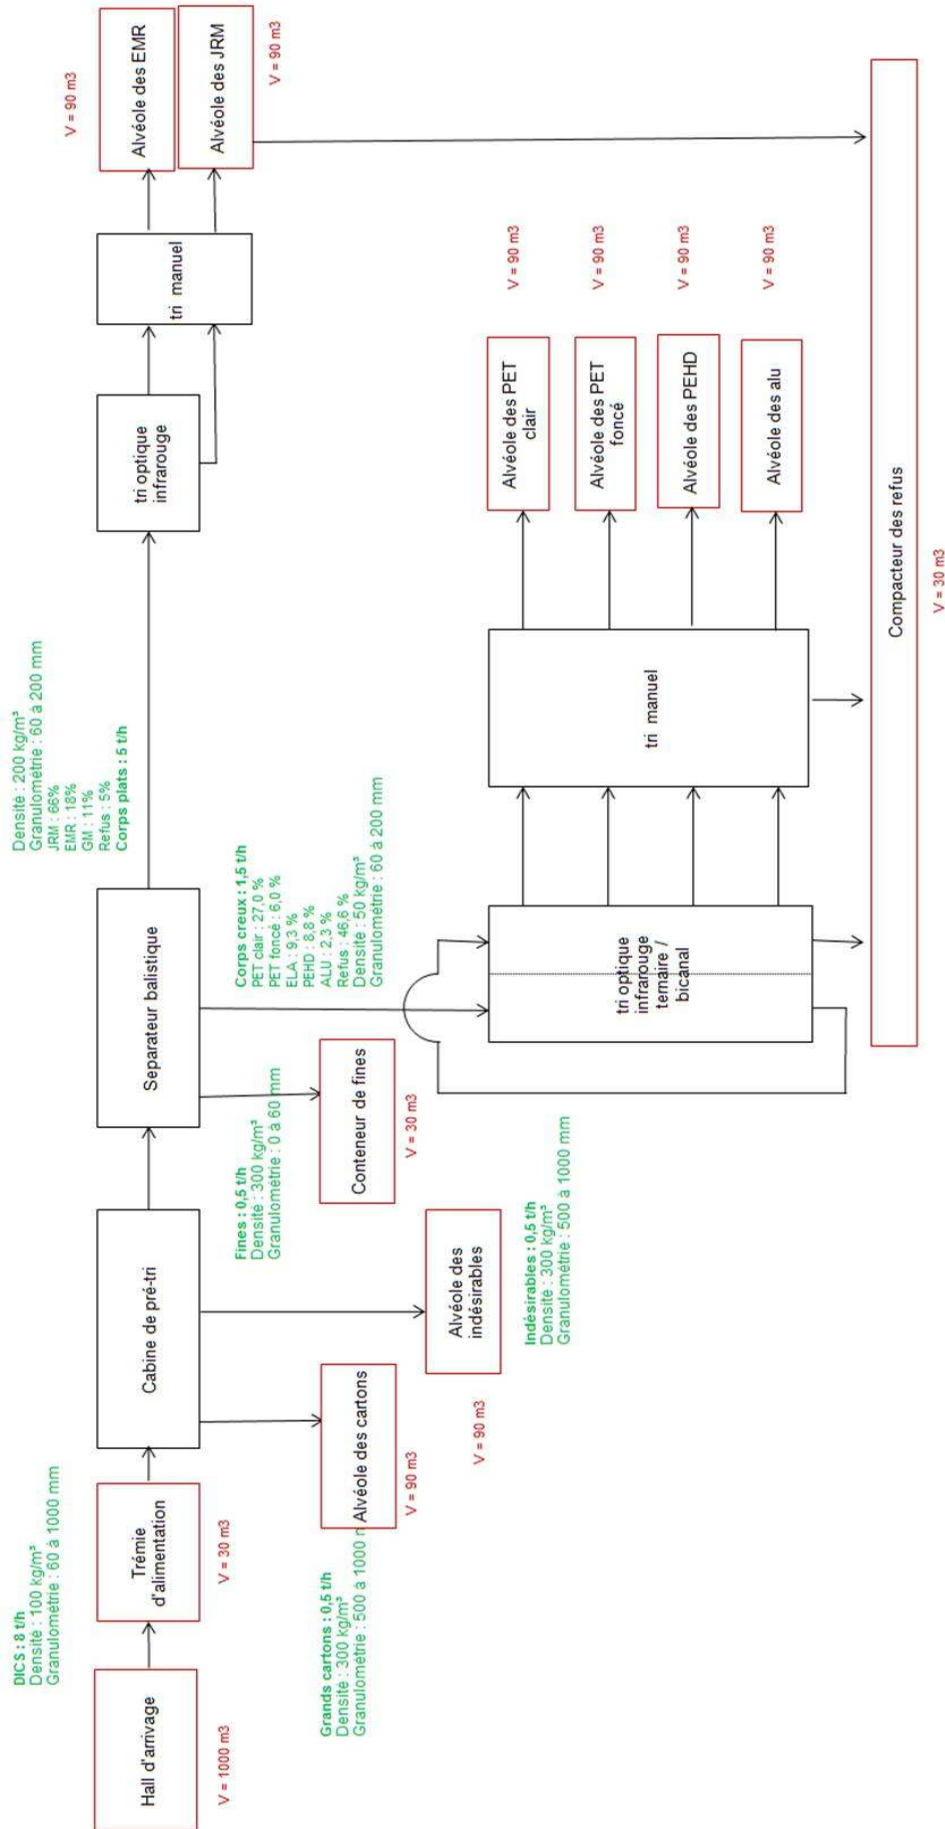 Hall d'arrivage
V = 1000 m3
DICS : 8 t/h
Densité : 100 kg/m³
Granulométrie : 60 à 1000 mm
Trémie
d'alimentation
V = 30 m3
Cabine de pré-tri
Grands cartons : 0,5 t/h
Densité : 300 kg/m³
Granulométrie : 500 à 1000 m
Alvéole des cartons
V = 90 m3
Alvéole des
indésirables
V = 90 m3
Indésirables : 0,5 t/h
Densité : 300 kg/m³
Granulométrie : 500 à 1000 mm
Separateur balistique
Fines : 0,5 t/h
Densité : 300 kg/m³
Granulométrie : 0 à 60 mm
Conteneur de fines
V = 30 m3
Corps creux : 1,5 t/h
PET clair : 27,0 %
PET foncé : 6,0 %
ELA : 9,3 %
PEHD : 8,8 %
ALU : 2,3 %
Refus : 46,6 %
Densité : 50 kg/m³
Granulométrie : 60 à 200 mm
Densité : 200 kg/m³
Granulométrie : 60 à 200 mm
JRM : 66%
EMR : 18%
GM : 11%
Refus : 5%
Corps plats : 5 t/h
tri optique
infrarouge
tri manuel
Alvéole des EMR
V = 90 m3
Alvéole des JRM
V = 90 m3
tri optique
infrarouge
ternaire /
bicanal
tri manuel
Alvéole des PET
clair
V = 90 m3
Alvéole des PET
foncé
V = 90 m3
Alvéole des PEHD
V = 90 m3
Alvéole des alu
V = 90 m3
Compacteur des refus
V = 30 m3